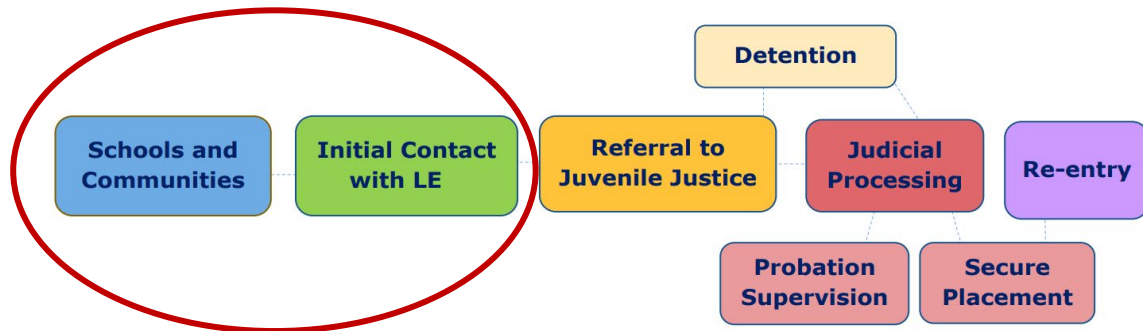 Schools and
Communities
Initial Contact
with LE
Referral to
Juvenile Justice
Detention
Judicial
Processing
Re-entry
Probation
Supervision
Secure
Placement